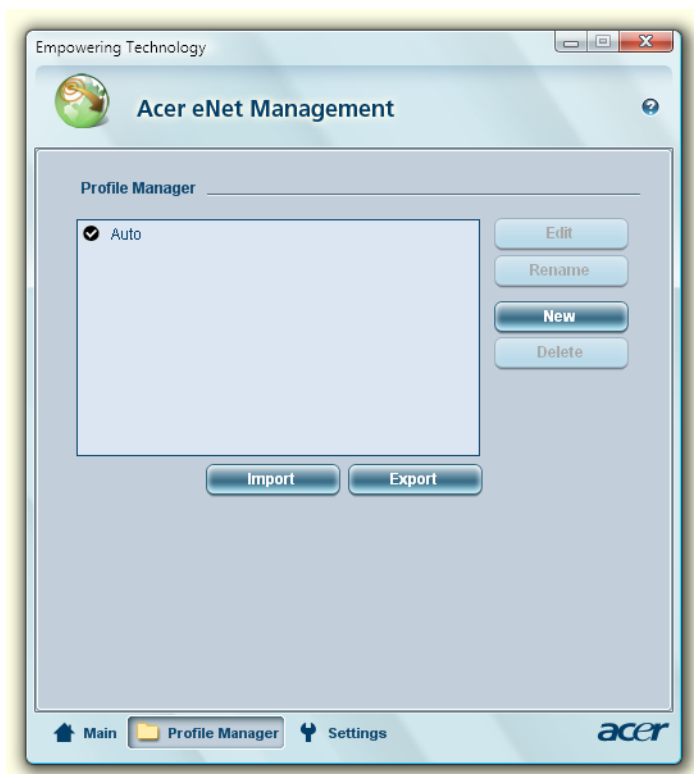 Empowering Technology
Acer eNet Management
Profile Manager
Auto
Edit
Rename
New
Delete
Import
Export
Main
Profile Manager
Settings
acer